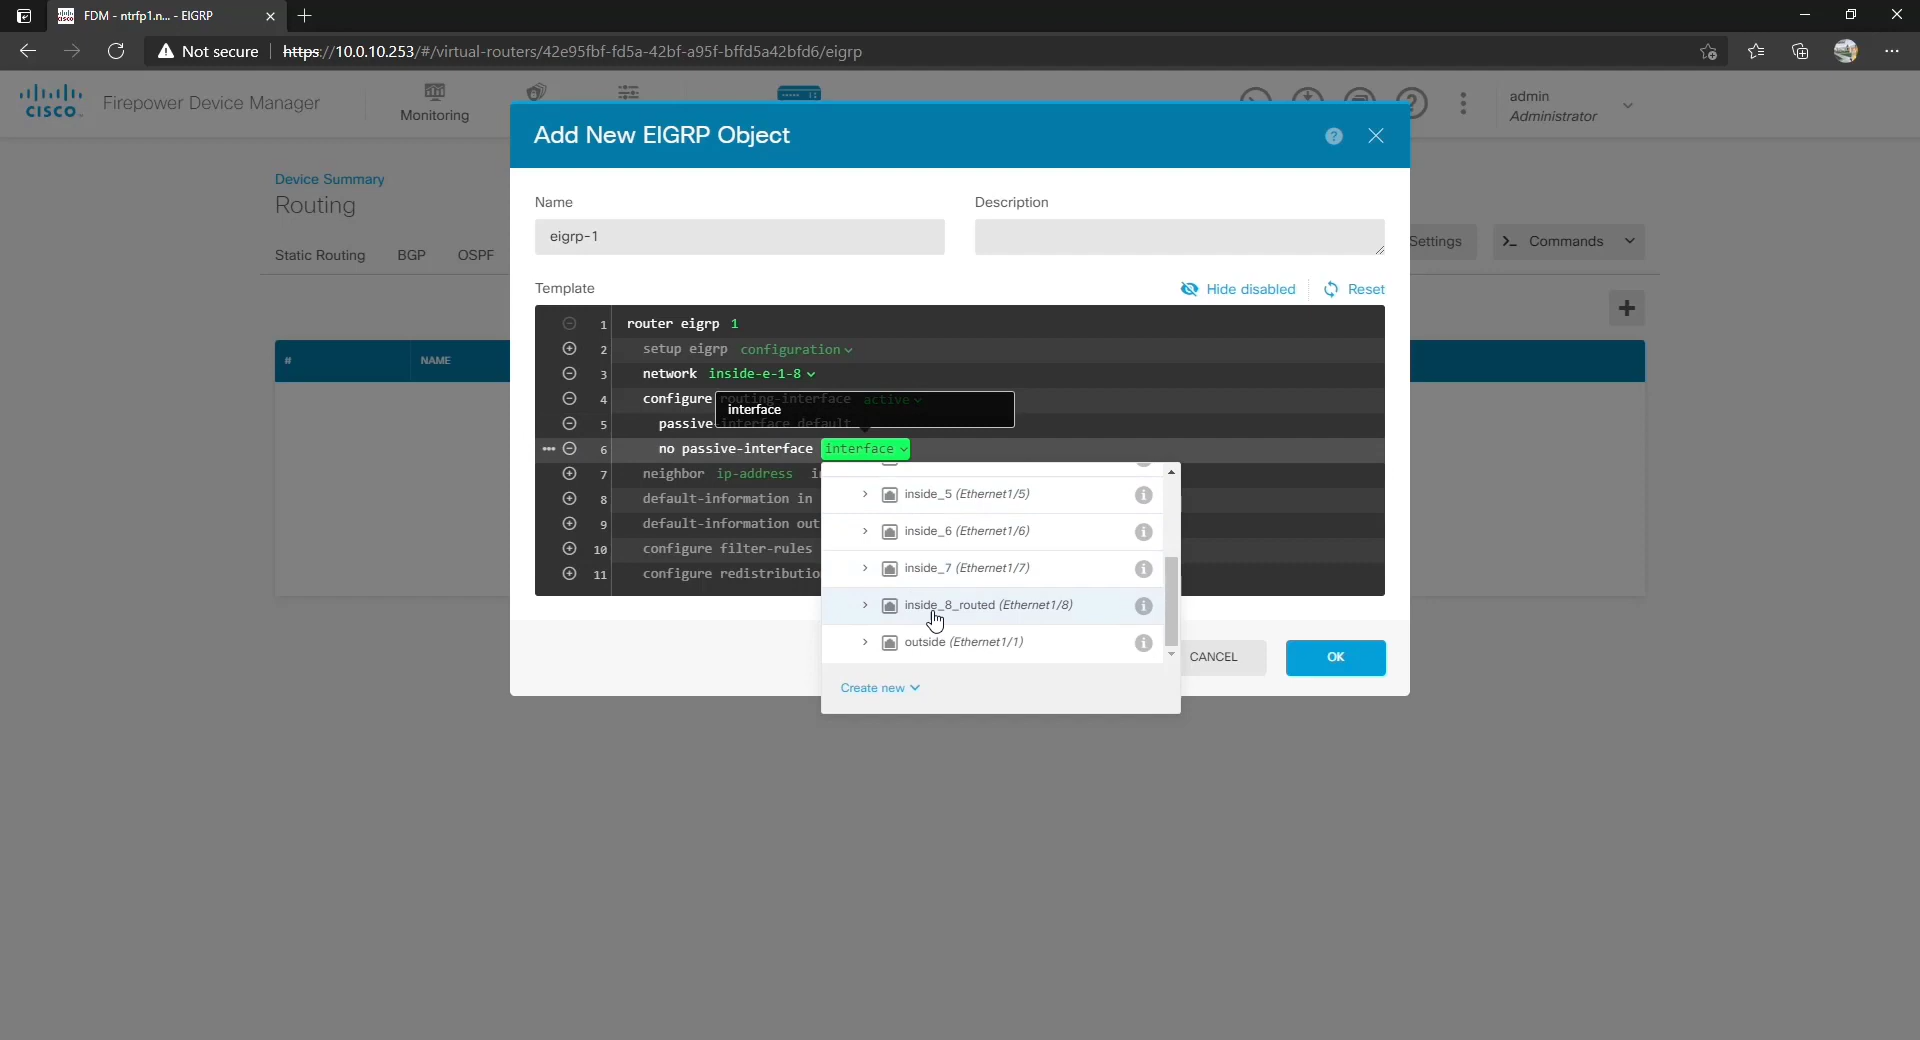 FDM - ntrfp1.n... - EIGRP
Not secure
https://10.0.10.253/#/virtual-routers/42e95fbf-fd5a-42bf-a95f-bffd5a42bfd6/eigrp
CISCO
Firepower Device Manager
Monitoring
admin
Administrator
Add New EIGRP Object
Device Summary
Routing
Static Routing
BGP
OSPF
Settings
Commands
#
NAME
Name
Description
eigrp-1
Template
Hide disabled
Reset
1 router eigrp 1
2 setup eigrp configuration
3 network inside-e-1-8
4 configure routing-interface active
interface
5 passive-interface default
6 no passive-interface interface
7 neighbor ip-address
8 default-information in
9 default-information out
10 configure filter-rules
11 configure redistributio
inside_5 (Ethernet1/5)
inside_6 (Ethernet1/6)
inside_7 (Ethernet1/7)
inside_8_routed (Ethernet1/8)
outside (Ethernet1/1)
Create new
CANCEL
OK